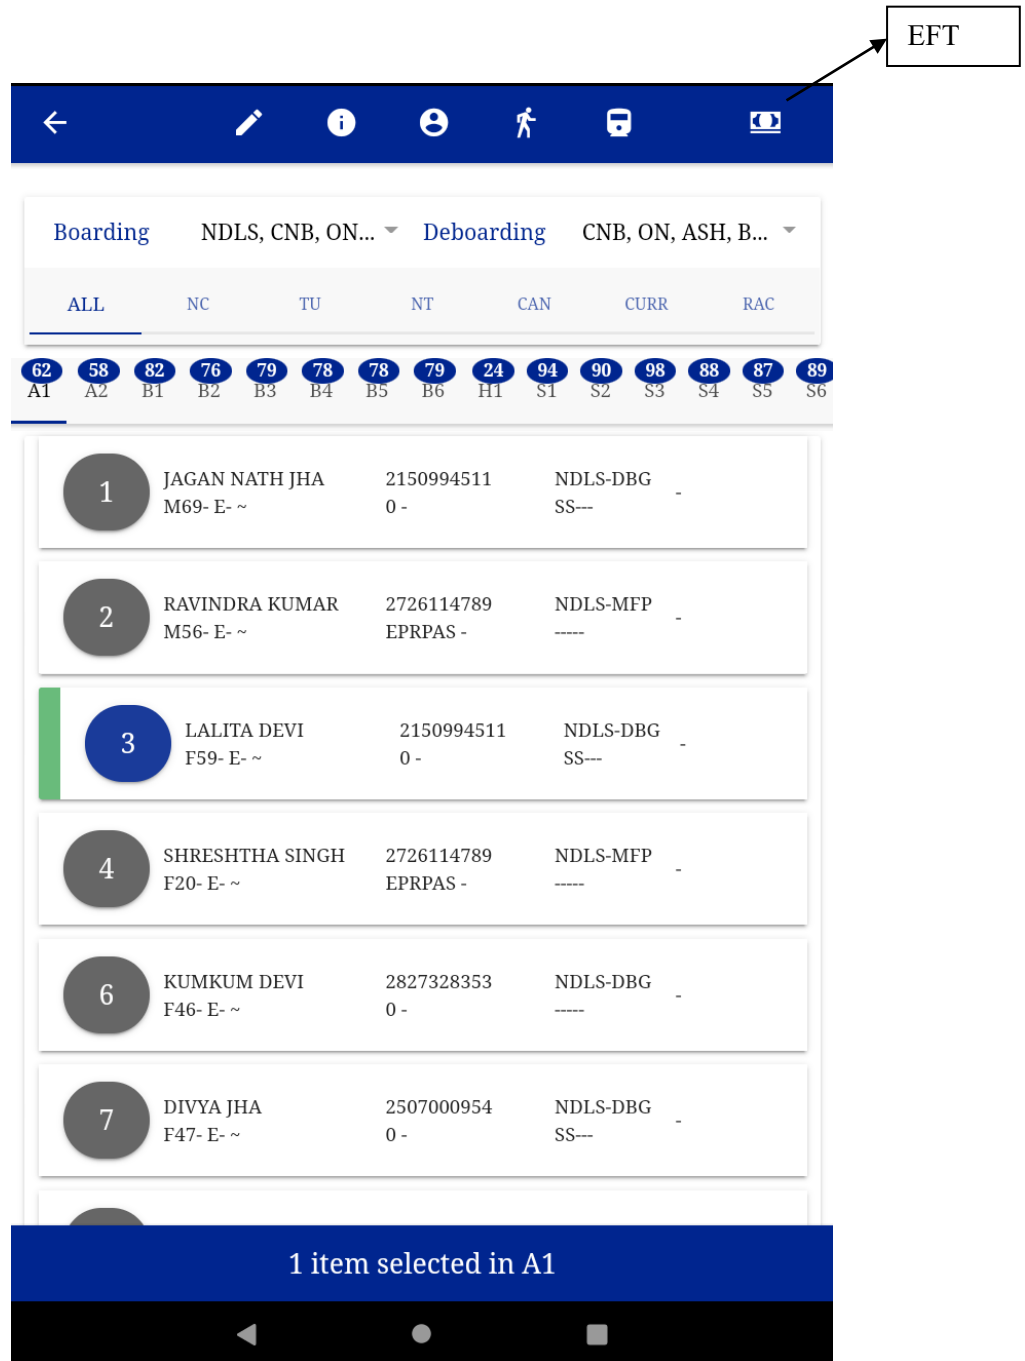 EFT
Boarding NDLS, CNB, ON... Deboarding CNB, ON, ASH, B...
ALL NC TU NT CAN CURR RAC
62 58 82 76 79 78 78 79 24 94 90 98 88 87 89
A1 A2 B1 B2 B3 B4 B5 B6 H1 S1 S2 S3 S4 S5 S6
1 JAGAN NATH JHA 2150994511 NDLS-DBG -
M69- E- ~ 0 - SS---
2 RAVINDRA KUMAR 2726114789 NDLS-MFP -
M56- E- ~ EPRPAS - -----
3 LALITA DEVI 2150994511 NDLS-DBG -
F59- E- ~ 0 - SS---
4 SHRESHTHA SINGH 2726114789 NDLS-MFP -
F20- E- ~ EPRPAS - -----
6 KUMKUM DEVI 2827328353 NDLS-DBG -
F46- E- ~ 0 - -----
7 DIVYA JHA 2507000954 NDLS-DBG -
F47- E- ~ 0 - SS---
1 item selected in A1